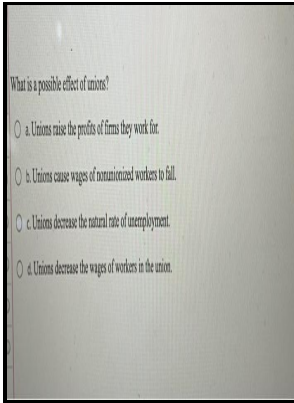 What is a possible effect of unions?
a. Unions raise the profits of firms they work for.
b. Unions cause wages of nonunionized workers to fall.
c. Unions decrease the natural rate of unemployment.
d. Unions decrease the wages of workers in the union.